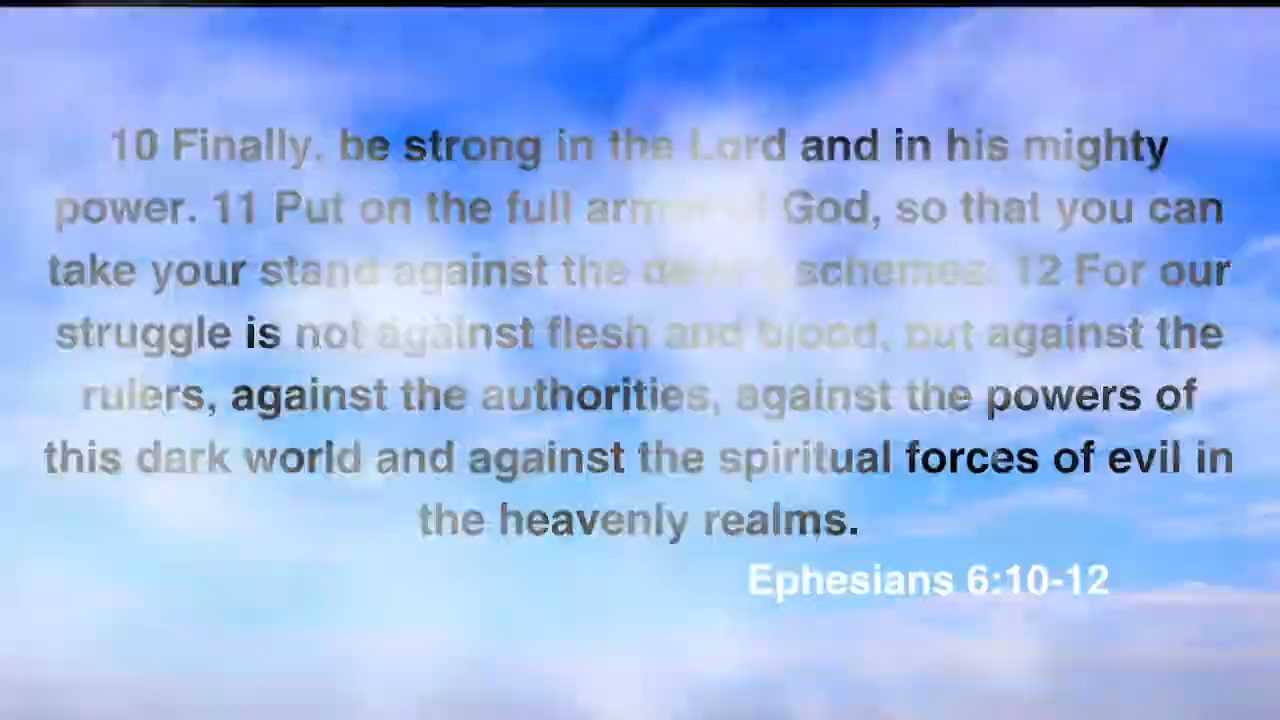 10 Finally, be strong in the Lord and in his mighty
power. 11 Put on the full armor of God, so that you can
take your stand against the devil's schemes. 12 For our
struggle is not against flesh and blood, but against the
rulers, against the authorities, against the powers of
this dark world and against the spiritual forces of evil in
the heavenly realms.
Ephesians 6:10-12